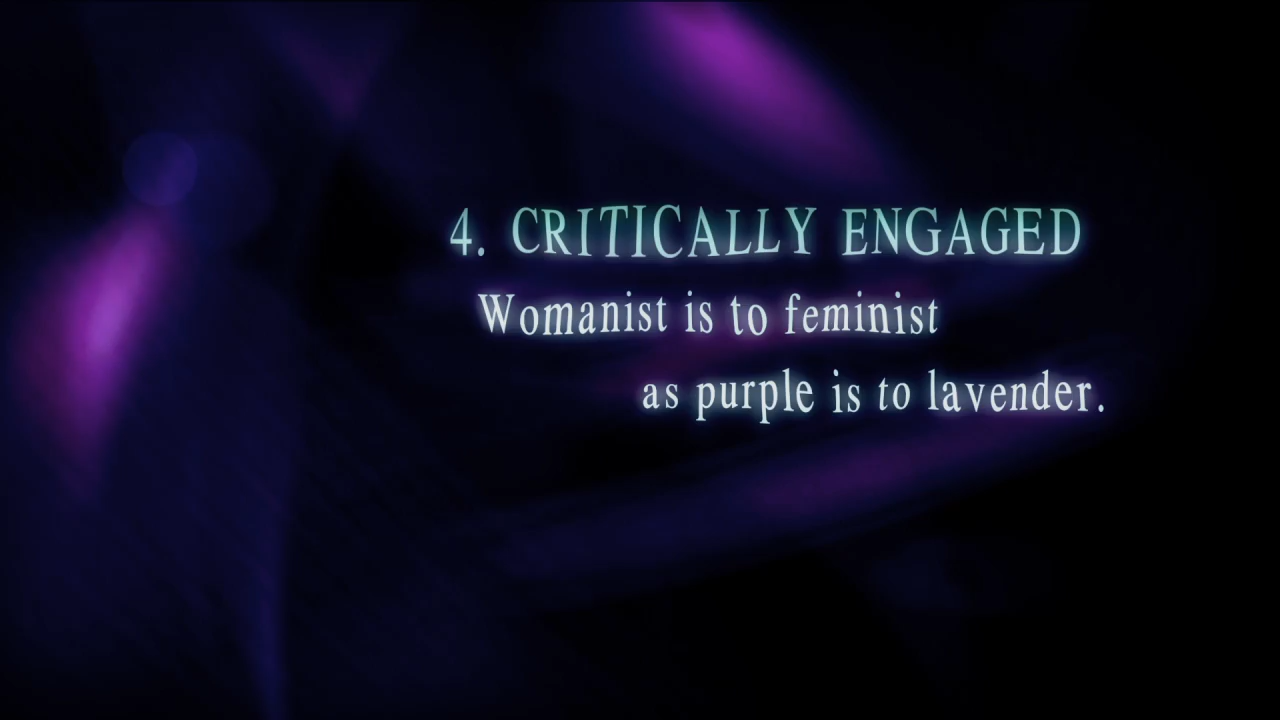 4. CRITICALLY ENGAGED
Womanist is to feminist
as purple is to lavender.